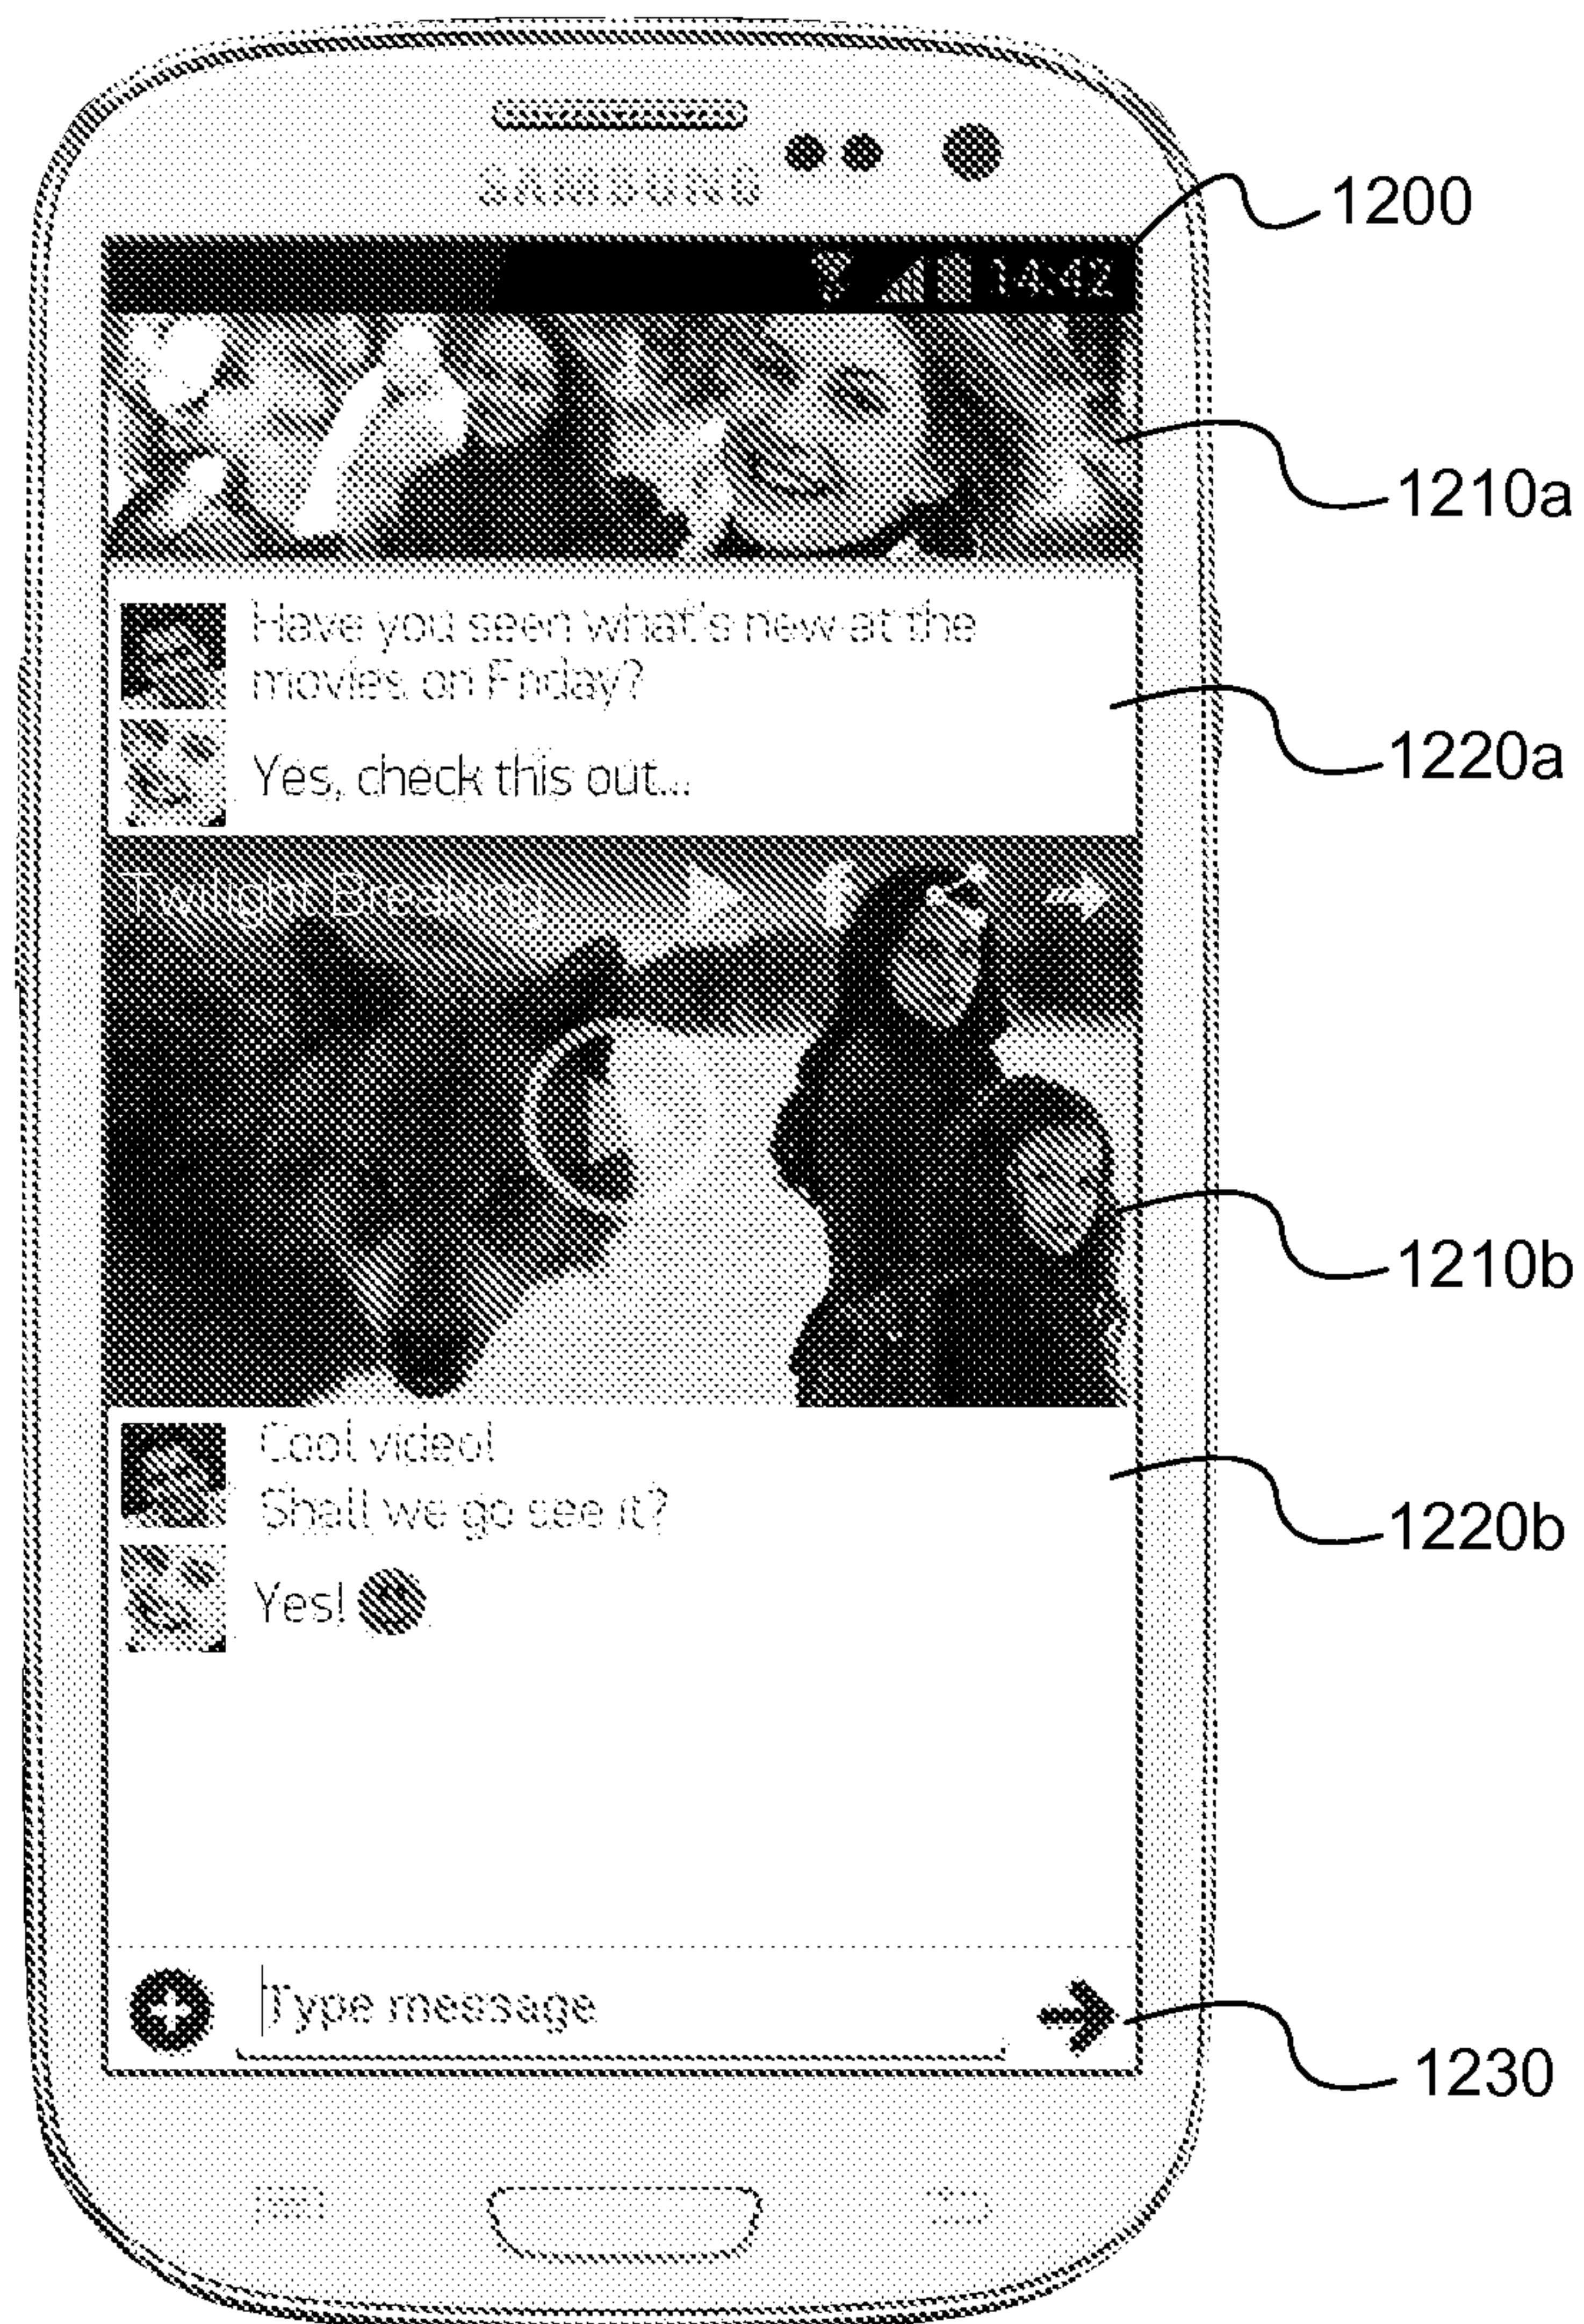 SAMSUNG
1200
14:42
1210a
Have you seen what's new at the
movies on Friday?
1220a
Yes, check this out...
Twilight Breaking
1210b
Cool video!
Shall we go see it?
1220b
Yes!
Type message
1230